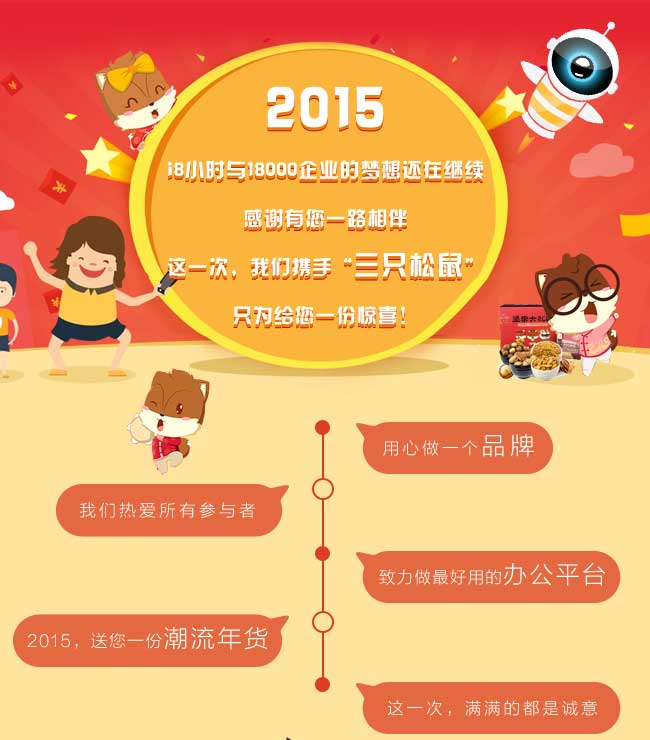 2015
i8小时与18000企业的梦想还在继续
感谢有您一路相伴
这一次，我们携手“三只松鼠”
只为给您一份惊喜！
坚果大礼
用心做一个品牌
我们热爱所有参与者
致力做最好用的办公平台
2015，送您一份潮流年货
这一次，满满的都是诚意